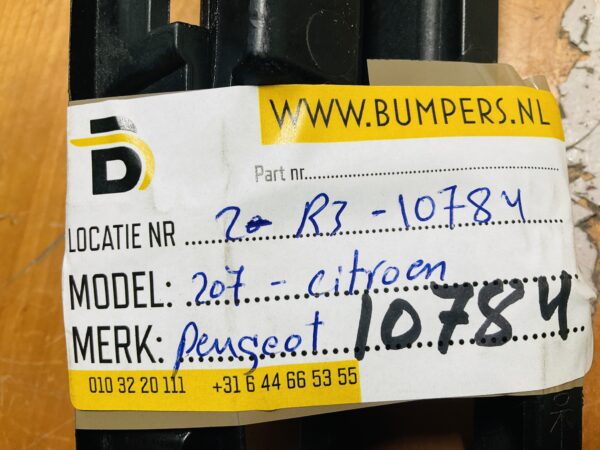 WWW.BUMPERS.NL
Part nr.
LOCATIE NR 2- R3 - 10784
MODEL: 207 - citroen
MERK: peugeot 10784
010 32 20 111 +31 6 44 66 53 55